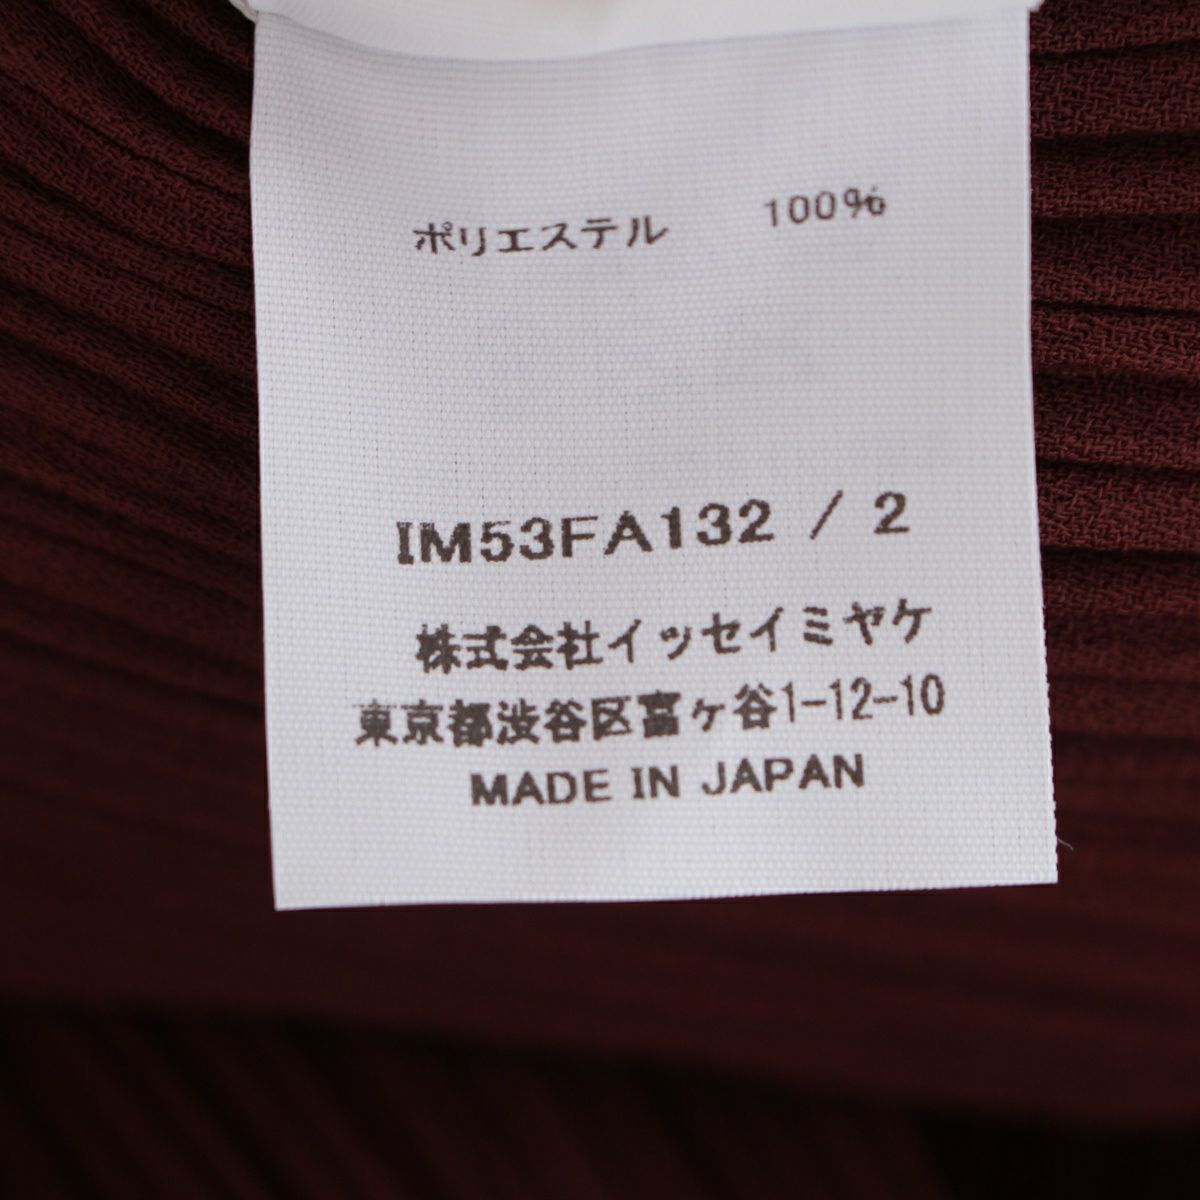 ポリエステル 100%
IM53FA132 / 2
株式会社イッセイミヤケ
東京都渋谷区富ヶ谷1-12-10
MADE IN JAPAN